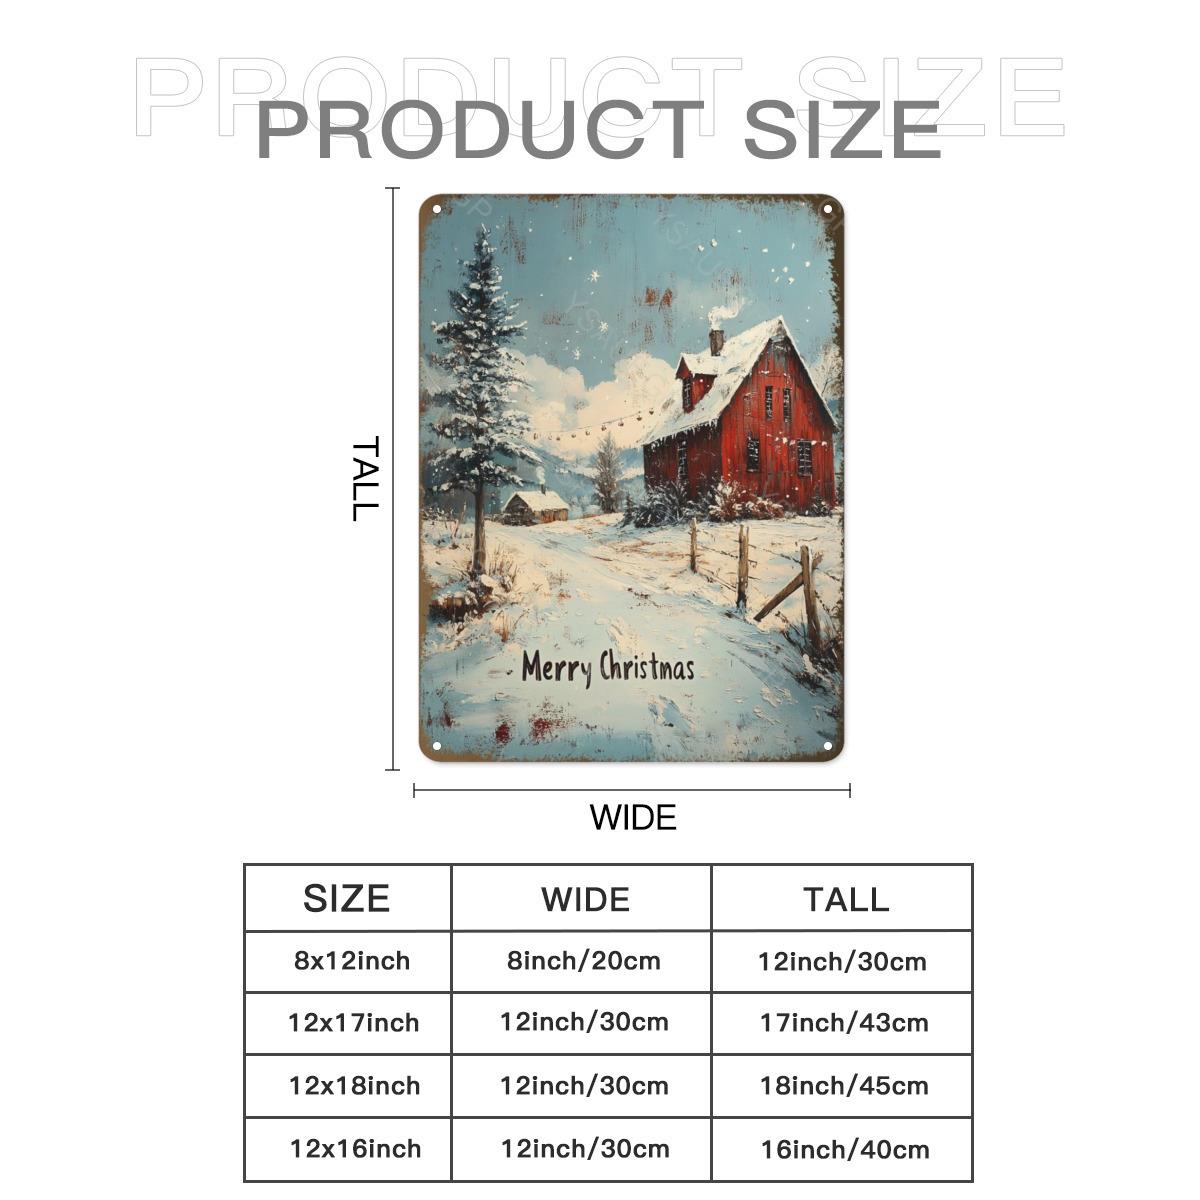 PRODUCT SIZE
PRODUCT SIZE
TALL
Merry Christmas
WIDE
SIZE WIDE TALL
8x12inch 8inch/20cm 12inch/30cm
12x17inch 12inch/30cm 17inch/43cm
12x18inch 12inch/30cm 18inch/45cm
12x16inch 12inch/30cm 16inch/40cm